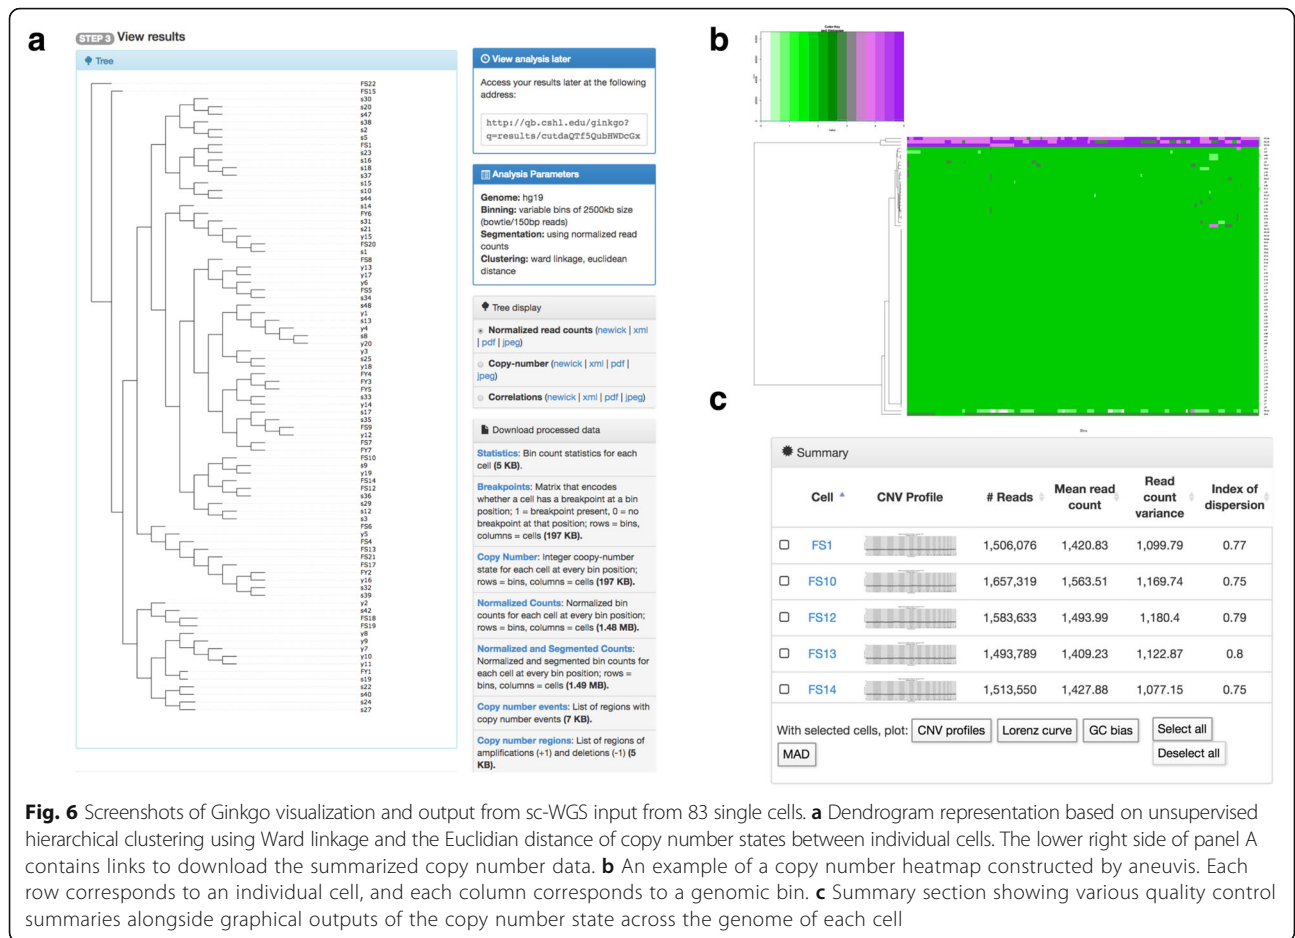 a
STEP 3 View results
Tree
FS22
FS15
s30
s20
s47
s38
s2
s5
FS1
s23
s16
s18
s37
s15
s10
s44
s14
FY6
s31
s21
y15
FS20
s1
FS8
y13
y17
y6
FS5
s34
s48
y1
s13
y4
s8
y20
y3
s25
y18
FY4
FY3
FY5
s33
y14
s17
s35
FS9
y12
FS7
FY7
FS10
s9
y19
FS14
FS12
s36
s29
s12
s3
FS6
y5
FS4
FS13
FS21
FS17
FY2
y16
s32
s39
y2
s42
FS18
FS19
y8
y9
y7
y10
y11
FY1
s19
s22
s40
s24
s27
View analysis later
Access your results later at the following
address:
http://qb.cshl.edu/ginkgo?
q=results/cutdaQTf5QubHWDcGx
Analysis Parameters
Genome: hg19
Binning: variable bins of 2500kb size
(bowtie/150bp reads)
Segmentation: using normalized read
counts
Clustering: ward linkage, euclidean
distance
Tree display
Normalized read counts (newick | xml
| pdf | jpeg)
Copy-number (newick | xml | pdf |
jpeg)
Correlations (newick | xml | pdf | jpeg)
Download processed data
Statistics: Bin count statistics for each
cell (5 KB).
Breakpoints: Matrix that encodes
whether a cell has a breakpoint at a bin
position; 1 = breakpoint present, 0 = no
breakpoint at that position; rows = bins,
columns = cells (197 KB).
Copy Number: Integer coopy-number
state for each cell at every bin position;
rows = bins, columns = cells (197 KB).
Normalized Counts: Normalized bin
counts for each cell at every bin position;
rows = bins, columns = cells (1.48 MB).
Normalized and Segmented Counts:
Normalized and segmented bin counts for
each cell at every bin position; rows =
bins, columns = cells (1.49 MB).
Copy number events: List of regions with
copy number events (7 KB).
Copy number regions: List of regions of
amplifications (+1) and deletions (-1) (5
KB).
b
Color Key
and Histogram
c
Summary
Cell CNV Profile # Reads Mean read count Read count variance Index of dispersion
FS1 1,506,076 1,420.83 1,099.79 0.77
FS10 1,657,319 1,563.51 1,169.74 0.75
FS12 1,583,633 1,493.99 1,180.4 0.79
FS13 1,493,789 1,409.23 1,122.87 0.8
FS14 1,513,550 1,427.88 1,077.15 0.75
With selected cells, plot: CNV profiles Lorenz curve GC bias Select all
MAD Deselect all
Fig. 6 Screenshots of Ginkgo visualization and output from sc-WGS input from 83 single cells. a Dendrogram representation based on unsupervised
hierarchical clustering using Ward linkage and the Euclidian distance of copy number states between individual cells. The lower right side of panel A
contains links to download the summarized copy number data. b An example of a copy number heatmap constructed by aneuvis. Each
row corresponds to an individual cell, and each column corresponds to a genomic bin. c Summary section showing various quality control
summaries alongside graphical outputs of the copy number state across the genome of each cell